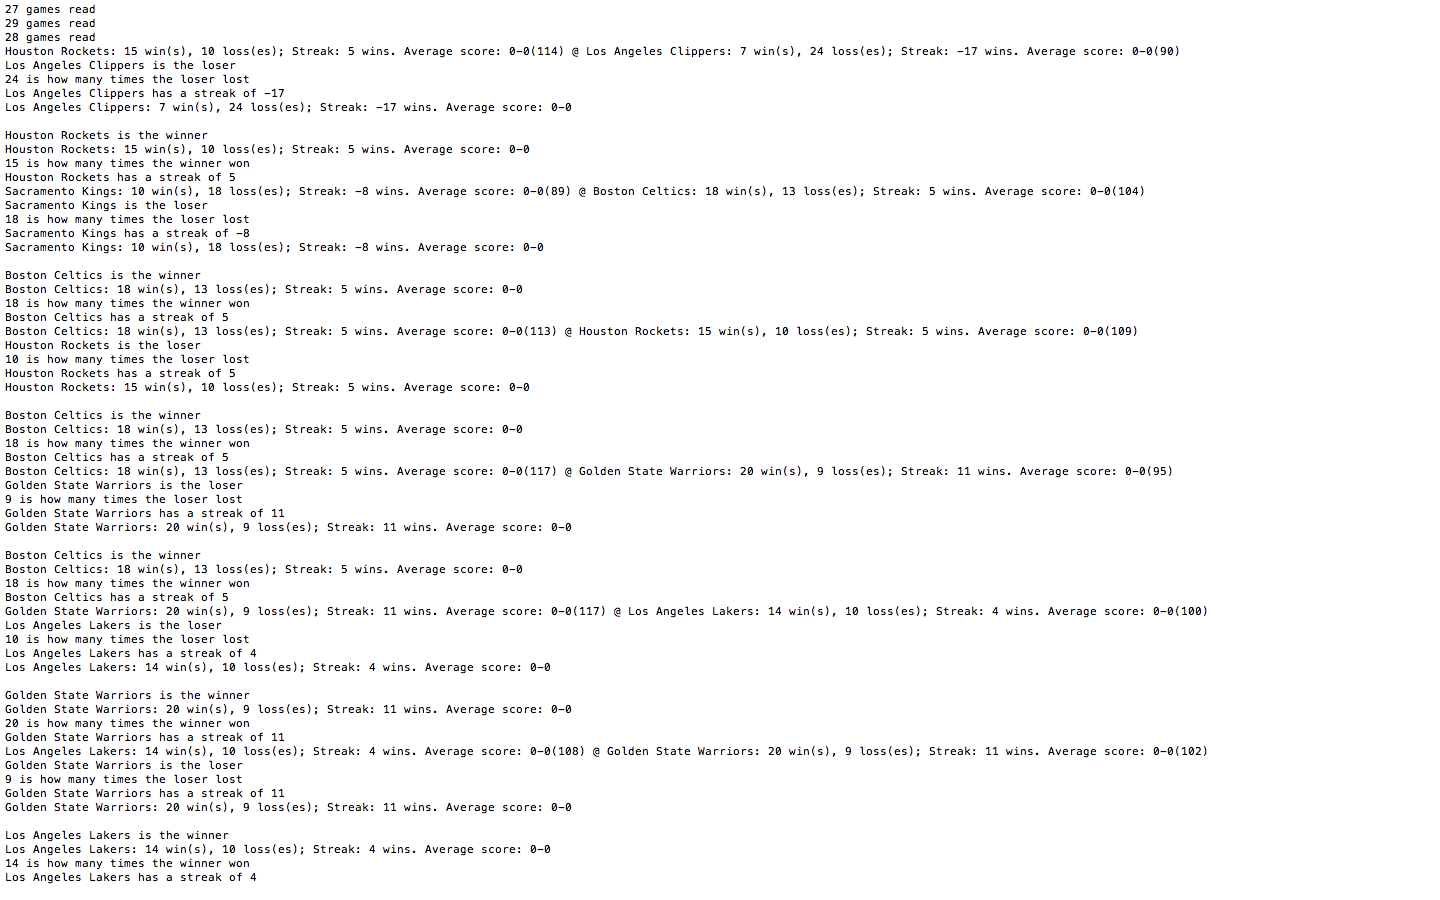 27 games read
29 games read
28 games read
Houston Rockets: 15 win(s), 10 loss(es); Streak: 5 wins. Average score: 0-0(114) @ Los Angeles Clippers: 7 win(s), 24 loss(es); Streak: -17 wins. Average score: 0-0(90)
Los Angeles Clippers is the loser
24 is how many times the loser lost
Los Angeles Clippers has a streak of -17
Los Angeles Clippers: 7 win(s), 24 loss(es); Streak: -17 wins. Average score: 0-0
Houston Rockets is the winner
Houston Rockets: 15 win(s), 10 loss(es); Streak: 5 wins. Average score: 0-0
15 is how many times the winner won
Houston Rockets has a streak of 5
Sacramento Kings: 10 win(s), 18 loss(es); Streak: -8 wins. Average score: 0-0(89) @ Boston Celtics: 18 win(s), 13 loss(es); Streak: 5 wins. Average score: 0-0(104)
Sacramento Kings is the loser
18 is how many times the loser lost
Sacramento Kings has a streak of -8
Sacramento Kings: 10 win(s), 18 loss(es); Streak: -8 wins. Average score: 0-0
Boston Celtics is the winner
Boston Celtics: 18 win(s), 13 loss(es); Streak: 5 wins. Average score: 0-0
18 is how many times the winner won
Boston Celtics has a streak of 5
Boston Celtics: 18 win(s), 13 loss(es); Streak: 5 wins. Average score: 0-0(113) @ Houston Rockets: 15 win(s), 10 loss(es); Streak: 5 wins. Average score: 0-0(109)
Houston Rockets is the loser
10 is how many times the loser lost
Houston Rockets has a streak of 5
Houston Rockets: 15 win(s), 10 loss(es); Streak: 5 wins. Average score: 0-0
Boston Celtics is the winner
Boston Celtics: 18 win(s), 13 loss(es); Streak: 5 wins. Average score: 0-0
18 is how many times the winner won
Boston Celtics has a streak of 5
Boston Celtics: 18 win(s), 13 loss(es); Streak: 5 wins. Average score: 0-0(117) @ Golden State Warriors: 20 win(s), 9 loss(es); Streak: 11 wins. Average score: 0-0(95)
Golden State Warriors is the loser
9 is how many times the loser lost
Golden State Warriors has a streak of 11
Golden State Warriors: 20 win(s), 9 loss(es); Streak: 11 wins. Average score: 0-0
Boston Celtics is the winner
Boston Celtics: 18 win(s), 13 loss(es); Streak: 5 wins. Average score: 0-0
18 is how many times the winner won
Boston Celtics has a streak of 5
Golden State Warriors: 20 win(s), 9 loss(es); Streak: 11 wins. Average score: 0-0(117) @ Los Angeles Lakers: 14 win(s), 10 loss(es); Streak: 4 wins. Average score: 0-0(100)
Los Angeles Lakers is the loser
10 is how many times the loser lost
Los Angeles Lakers has a streak of 4
Los Angeles Lakers: 14 win(s), 10 loss(es); Streak: 4 wins. Average score: 0-0
Golden State Warriors is the winner
Golden State Warriors: 20 win(s), 9 loss(es); Streak: 11 wins. Average score: 0-0
20 is how many times the winner won
Golden State Warriors has a streak of 11
Los Angeles Lakers: 14 win(s), 10 loss(es); Streak: 4 wins. Average score: 0-0(108) @ Golden State Warriors: 20 win(s), 9 loss(es); Streak: 11 wins. Average score: 0-0(102)
Golden State Warriors is the loser
9 is how many times the loser lost
Golden State Warriors has a streak of 11
Golden State Warriors: 20 win(s), 9 loss(es); Streak: 11 wins. Average score: 0-0
Los Angeles Lakers is the winner
Los Angeles Lakers: 14 win(s), 10 loss(es); Streak: 4 wins. Average score: 0-0
14 is how many times the winner won
Los Angeles Lakers has a streak of 4